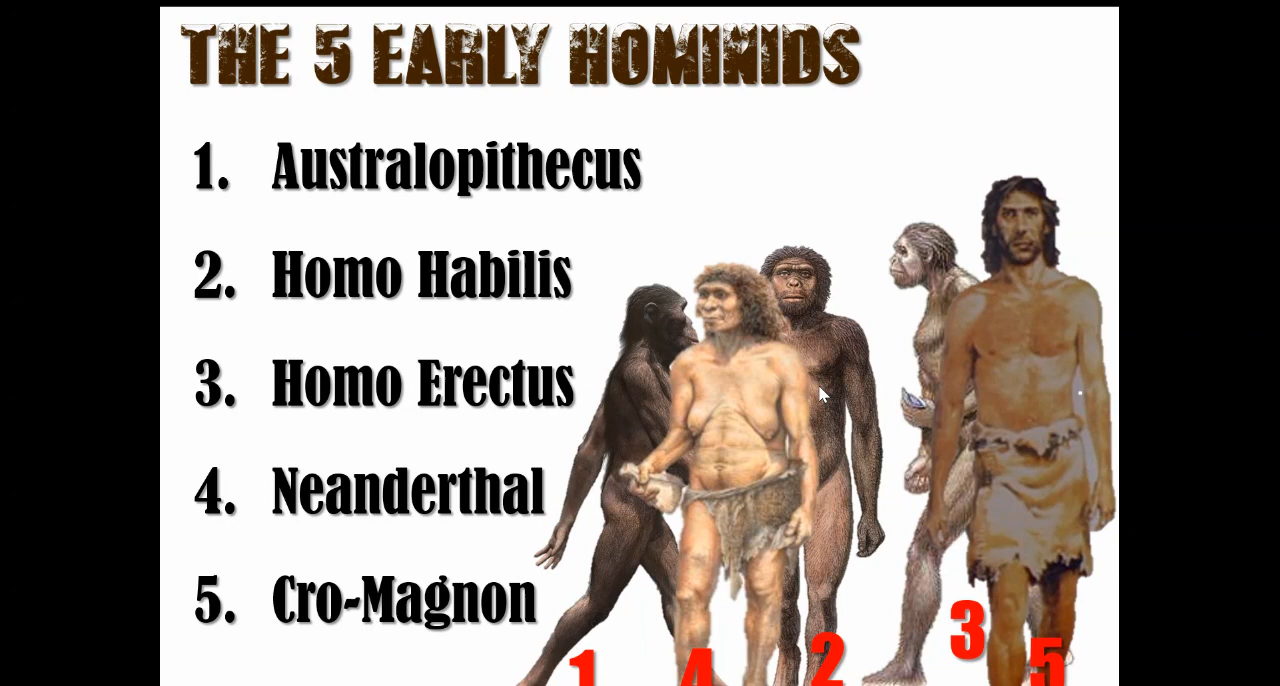 THE 5 EARLY HOMINIDS
1. Australopithecus
2. Homo Habilis
3. Homo Erectus
4. Neanderthal
5. Cro-Magnon
3
2
5
1
4